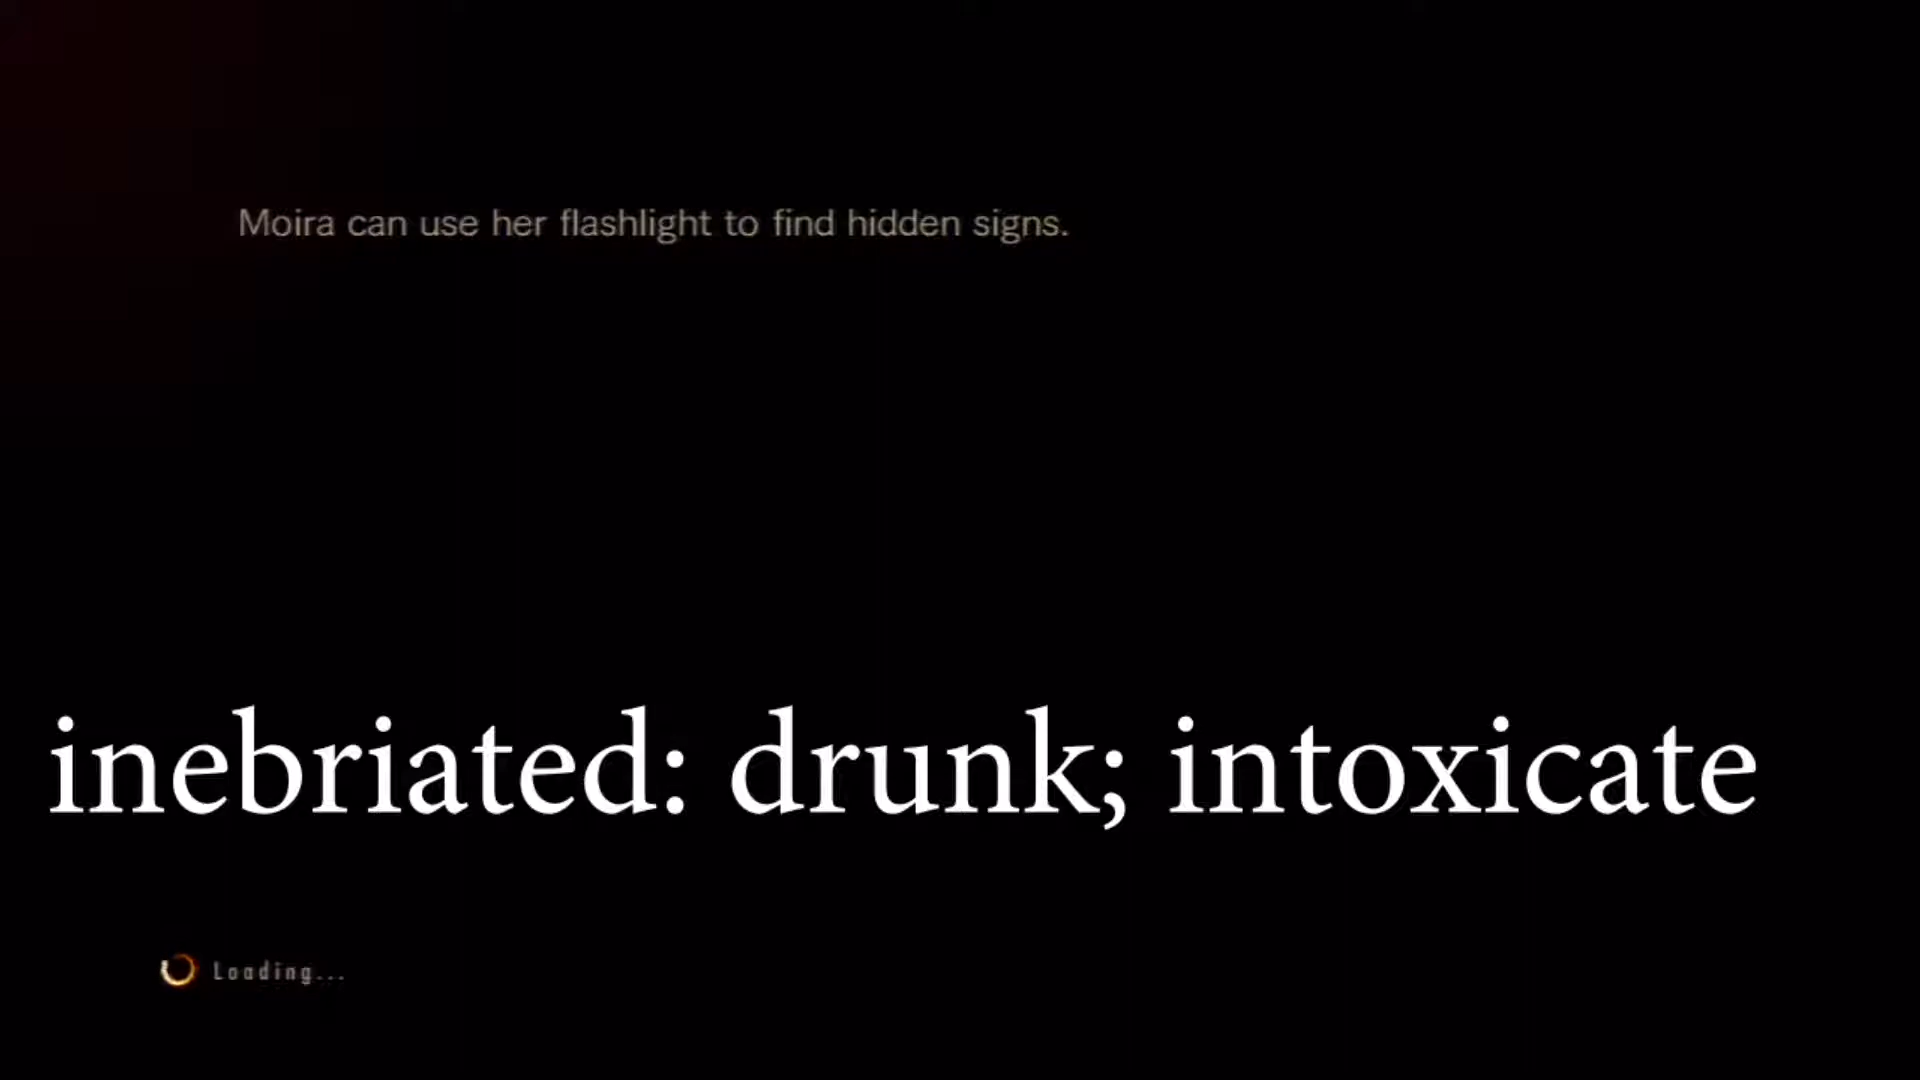 Moira can use her flashlight to find hidden signs.
inebriated: drunk; intoxicate
Loading...